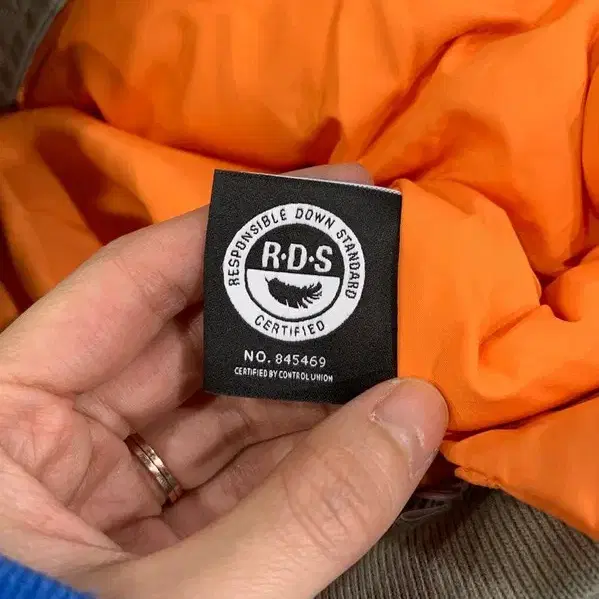 RESPONSIBLE DOWN STANDARD
R·D·S
CERTIFIED
NO. 845469
CERTIFIED BY CONTROL UNION